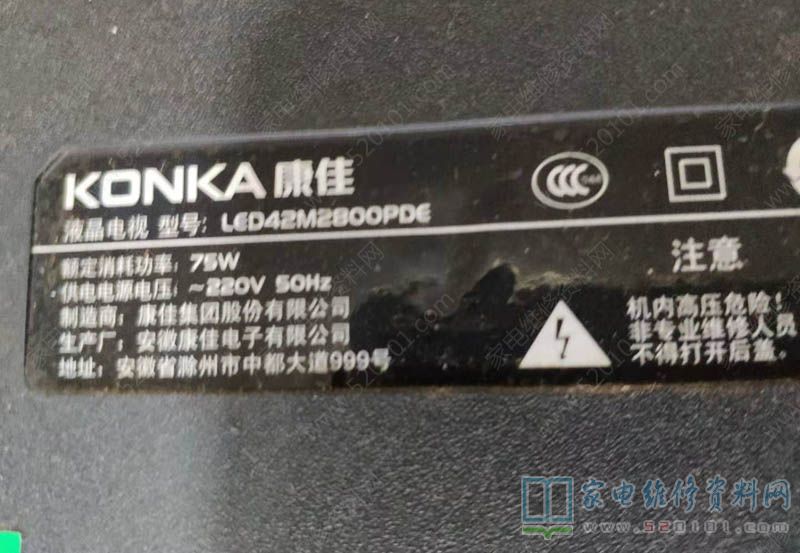 KONKA 康佳
液晶电视 型号: LED42M2800PDE
额定消耗功率: 75W
供电电源电压: ~220V 50Hz
制造商: 康佳集团股份有限公司
生产厂: 安徽康佳电子有限公司
地址: 安徽省滁州市中都大道999号
CCC
注意
机内高压危险!
非专业维修人员
不得打开后盖。
家电维修资料网
www.520101.com